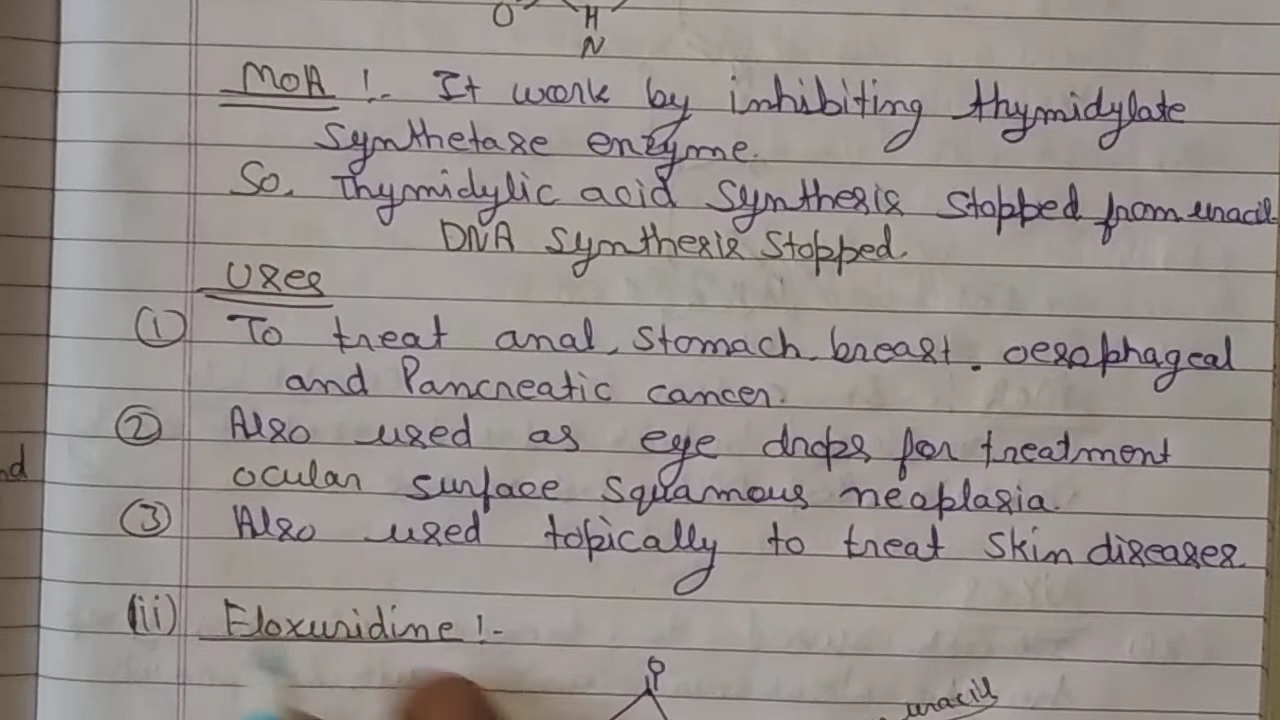 O H
N
MOA :- It work by inhibiting thymidylate
synthetase enzyme.
So, Thymidylic acid synthesis stopped from uracil
DNA synthesis stopped.
Uses
① To treat anal, stomach, breast, oesophageal
and Pancreatic cancer.
② Also used as eye drops for treatment
ocular surface squamous neaplasia.
③ Also used topically to treat skin diseases.
nd
(ii) Floxuridine :-
O
uracil